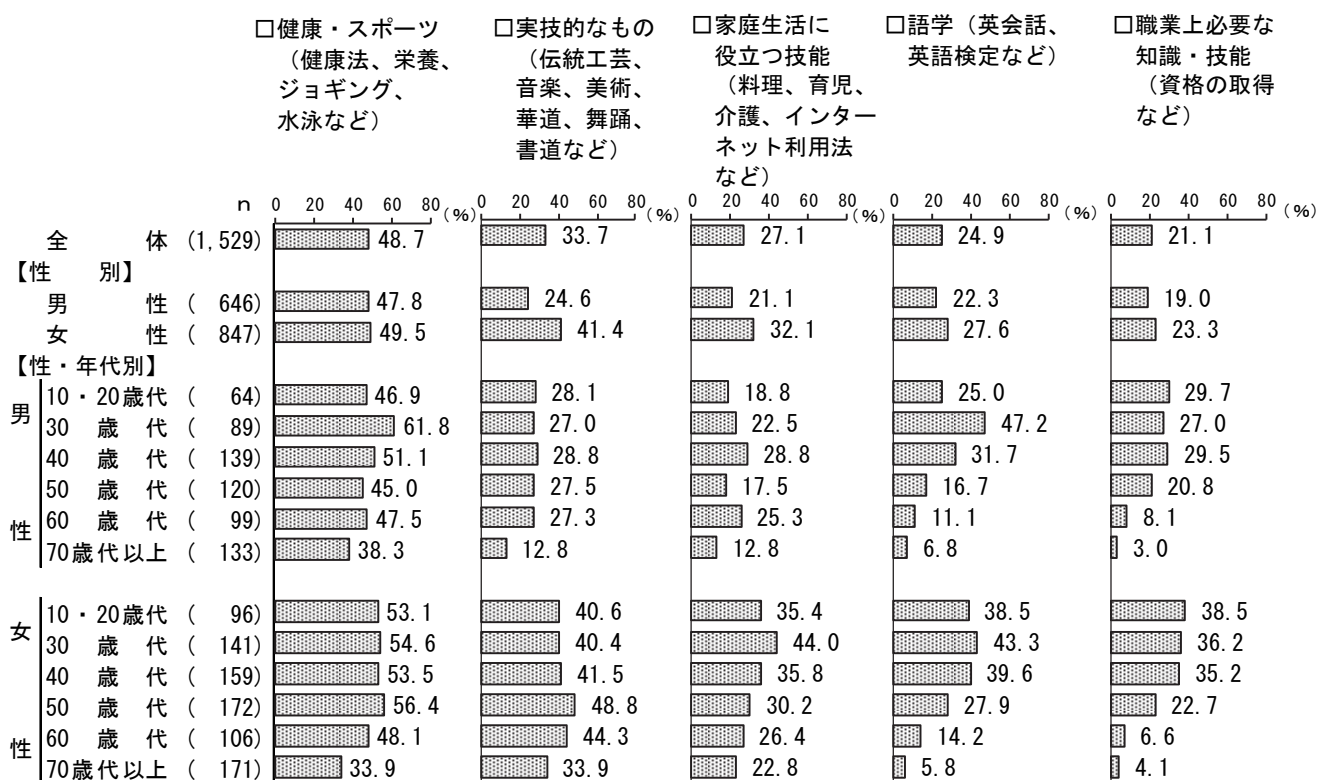 □健康・スポーツ
（健康法、栄養、
ジョギング、
水泳など）
□実技的なもの
（伝統工芸、
音楽、美術、
華道、舞踊、
書道など）
□家庭生活に
役立つ技能
（料理、育児、
介護、インター
ネット利用法
など）
□語学（英会話、
英語検定など）
□職業上必要な
知識・技能
（資格の取得
など）
n 0 20 40 60 80(%) 0 20 40 60 80(%) 0 20 40 60 80(%) 0 20 40 60 80(%) 0 20 40 60 80(%)
全体 (1,529) 48.7 33.7 27.1 24.9 21.1
【性別】
男性 ( 646) 47.8 24.6 21.1 22.3 19.0
女性 ( 847) 49.5 41.4 32.1 27.6 23.3
【性・年代別】
男性
10・20歳代 ( 64) 46.9 28.1 18.8 25.0 29.7
30歳代 ( 89) 61.8 27.0 22.5 47.2 27.0
40歳代 ( 139) 51.1 28.8 28.8 31.7 29.5
50歳代 ( 120) 45.0 27.5 17.5 16.7 20.8
60歳代 ( 99) 47.5 27.3 25.3 11.1 8.1
70歳代以上 ( 133) 38.3 12.8 12.8 6.8 3.0
女性
10・20歳代 ( 96) 53.1 40.6 35.4 38.5 38.5
30歳代 ( 141) 54.6 40.4 44.0 43.3 36.2
40歳代 ( 159) 53.5 41.5 35.8 39.6 35.2
50歳代 ( 172) 56.4 48.8 30.2 27.9 22.7
60歳代 ( 106) 48.1 44.3 26.4 14.2 6.6
70歳代以上 ( 171) 33.9 33.9 22.8 5.8 4.1